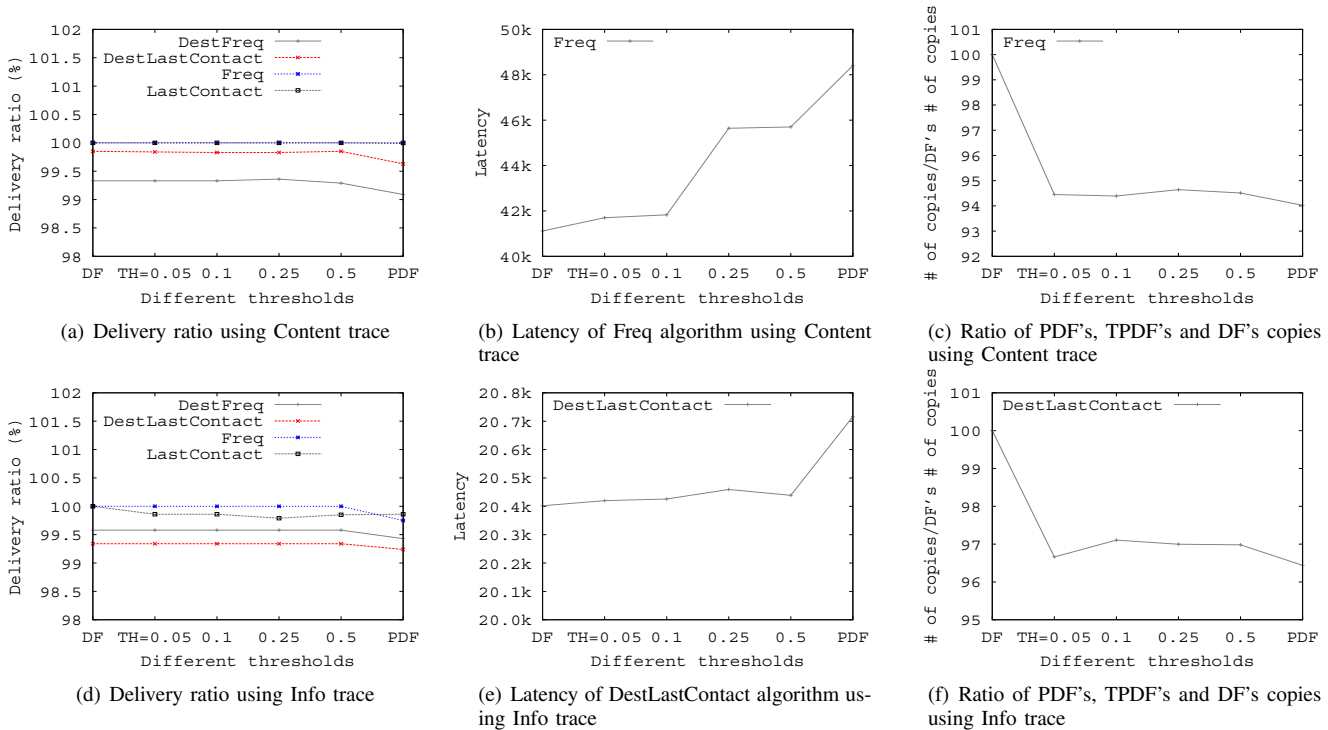 102
101.5
101
100.5
100
99.5
99
98.5
98
Delivery ratio (%)
DestFreq
DestLastContact
Freq
LastContact
DF TH=0.05 0.1 0.25 0.5 PDF
Different thresholds
(a) Delivery ratio using Content trace
50k
48k
46k
44k
42k
40k
Latency
Freq
DF TH=0.05 0.1 0.25 0.5 PDF
Different thresholds
(b) Latency of Freq algorithm using Content
trace
101
100
99
98
97
96
95
94
93
92
# of copies/DF's # of copies
Freq
DF TH=0.05 0.1 0.25 0.5 PDF
Different thresholds
(c) Ratio of PDF's, TPDF's and DF's copies
using Content trace
102
101.5
101
100.5
100
99.5
99
98.5
98
Delivery ratio (%)
DestFreq
DestLastContact
Freq
LastContact
DF TH=0.05 0.1 0.25 0.5 PDF
Different thresholds
(d) Delivery ratio using Info trace
20.8k
20.7k
20.6k
20.5k
20.4k
20.3k
20.2k
20.1k
20.0k
Latency
DestLastContact
DF TH=0.05 0.1 0.25 0.5 PDF
Different thresholds
(e) Latency of DestLastContact algorithm us-
ing Info trace
101
100
99
98
97
96
95
# of copies/DF's # of copies
DestLastContact
DF TH=0.05 0.1 0.25 0.5 PDF
Different thresholds
(f) Ratio of PDF's, TPDF's and DF's copies
using Info trace